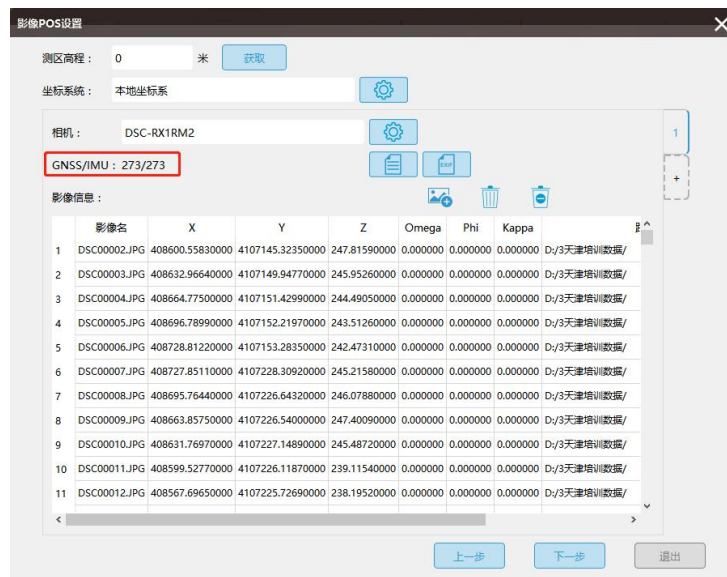 影像POS设置
测区高程： 0 米 获取
坐标系统： 本地坐标系
相机： DSC-RX1RM2 1
GNSS/IMU：273/273 EXIF +
影像信息：
影像名 X Y Z Omega Phi Kappa
1 DSC00002.JPG 408600.55830000 4107145.32350000 247.81590000 0.000000 0.000000 0.000000 D:/3天津培训数据/
2 DSC00003.JPG 408632.96640000 4107149.94770000 245.95260000 0.000000 0.000000 0.000000 D:/3天津培训数据/
3 DSC00004.JPG 408664.77500000 4107151.42990000 244.49050000 0.000000 0.000000 0.000000 D:/3天津培训数据/
4 DSC00005.JPG 408696.78990000 4107152.21970000 243.51260000 0.000000 0.000000 0.000000 D:/3天津培训数据/
5 DSC00006.JPG 408728.81220000 4107153.28350000 242.47310000 0.000000 0.000000 0.000000 D:/3天津培训数据/
6 DSC00007.JPG 408727.85110000 4107228.30920000 245.21580000 0.000000 0.000000 0.000000 D:/3天津培训数据/
7 DSC00008.JPG 408695.76440000 4107226.64320000 246.07880000 0.000000 0.000000 0.000000 D:/3天津培训数据/
8 DSC00009.JPG 408663.85750000 4107226.54000000 247.40090000 0.000000 0.000000 0.000000 D:/3天津培训数据/
9 DSC00010.JPG 408631.76970000 4107227.14890000 245.48720000 0.000000 0.000000 0.000000 D:/3天津培训数据/
10 DSC00011.JPG 408599.52770000 4107226.11870000 239.11540000 0.000000 0.000000 0.000000 D:/3天津培训数据/
11 DSC00012.JPG 408567.69650000 4107225.72690000 238.19520000 0.000000 0.000000 0.000000 D:/3天津培训数据/
上一步 下一步 退出